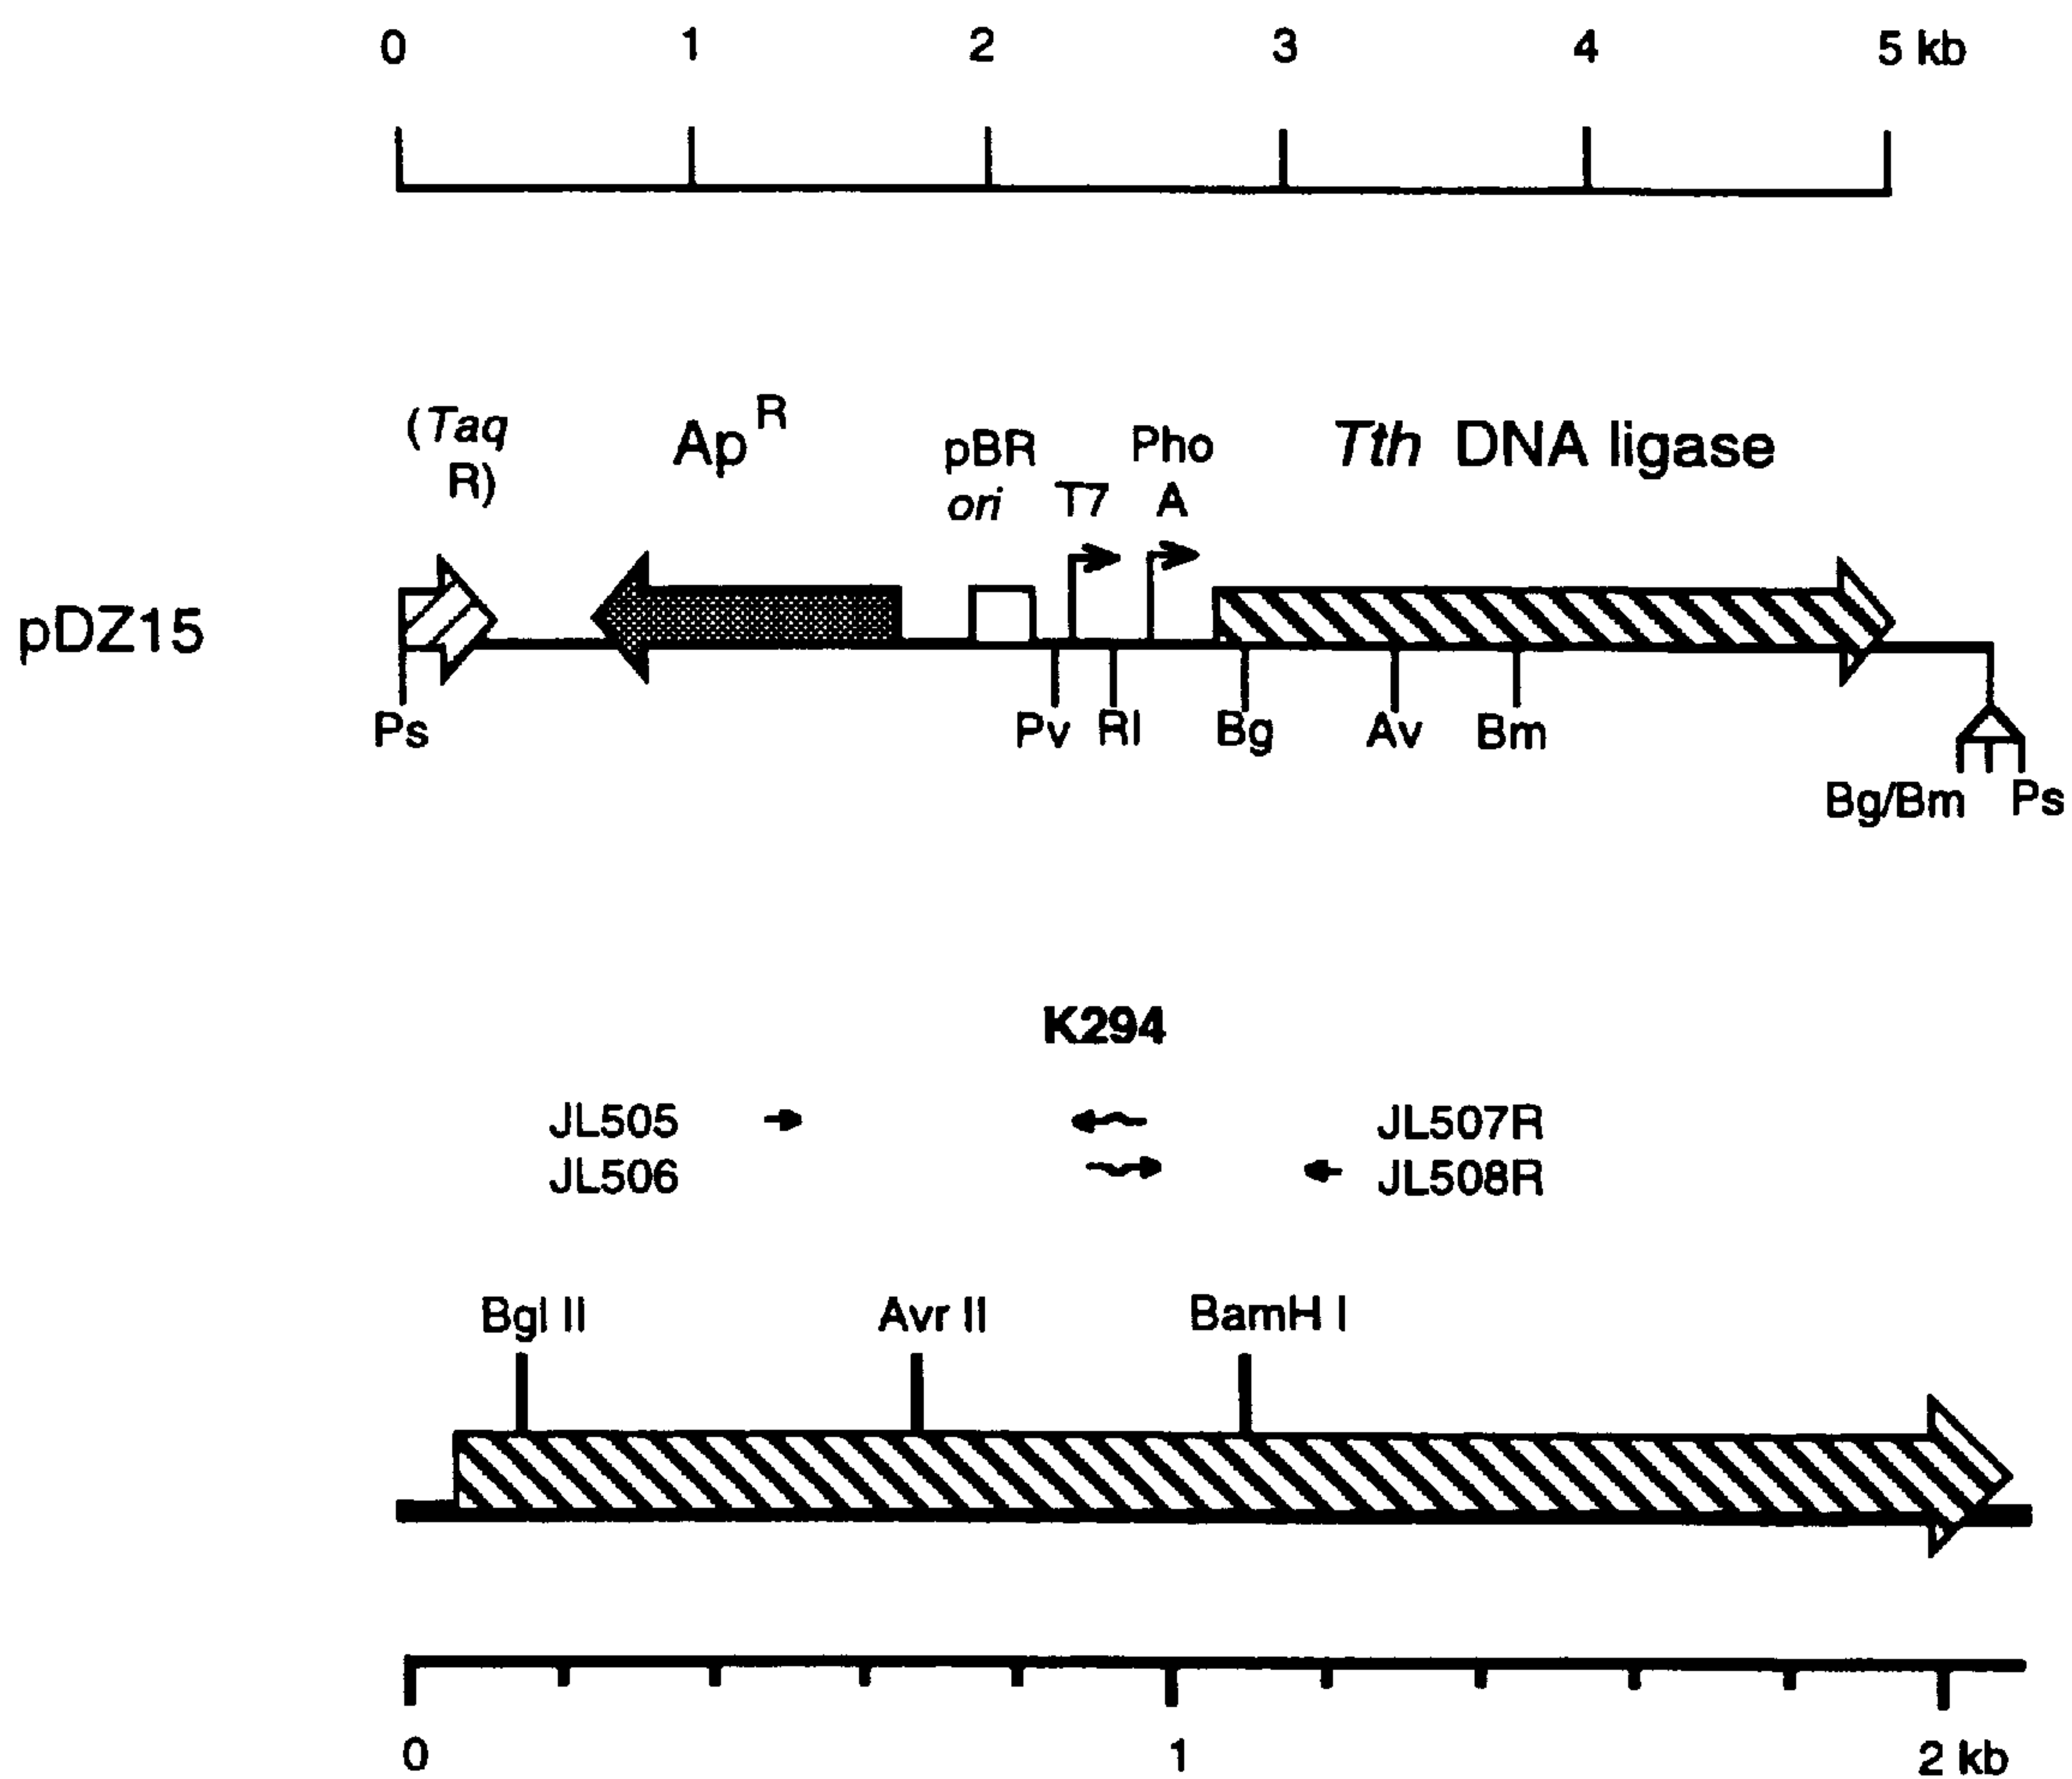 0 1 2 3 4 5 kb
(Taq R) Ap R pBR ori T7 Pho A Tth DNA ligase
pDZ15
Ps Pv RI Bg Av Bm
Bg/Bm Ps
K294
JL505 JL507R
JL506 JL508R
Bgl II Avr II BamH I
0 1 2 kb